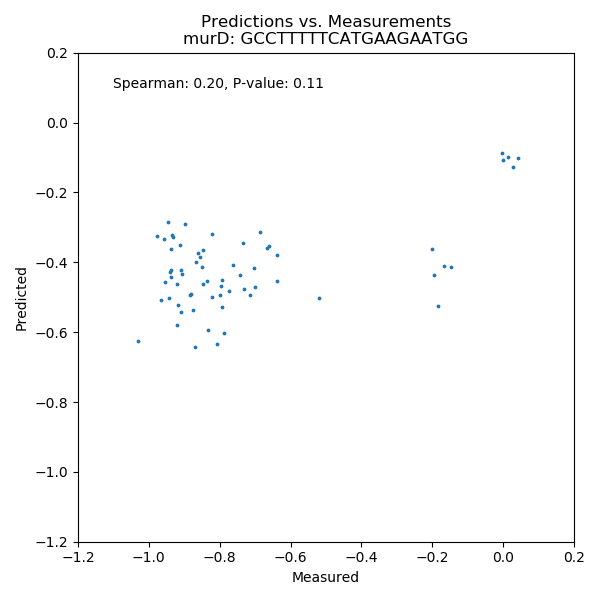 Predictions vs. Measurements
murD: GCCTTTTTCATGAAGAATGG
Spearman: 0.20, P-value: 0.11
0.2
0.0
−0.2
−0.4
−0.6
−0.8
−1.0
−1.2
Predicted
−1.2 −1.0 −0.8 −0.6 −0.4 −0.2 0.0 0.2
Measured